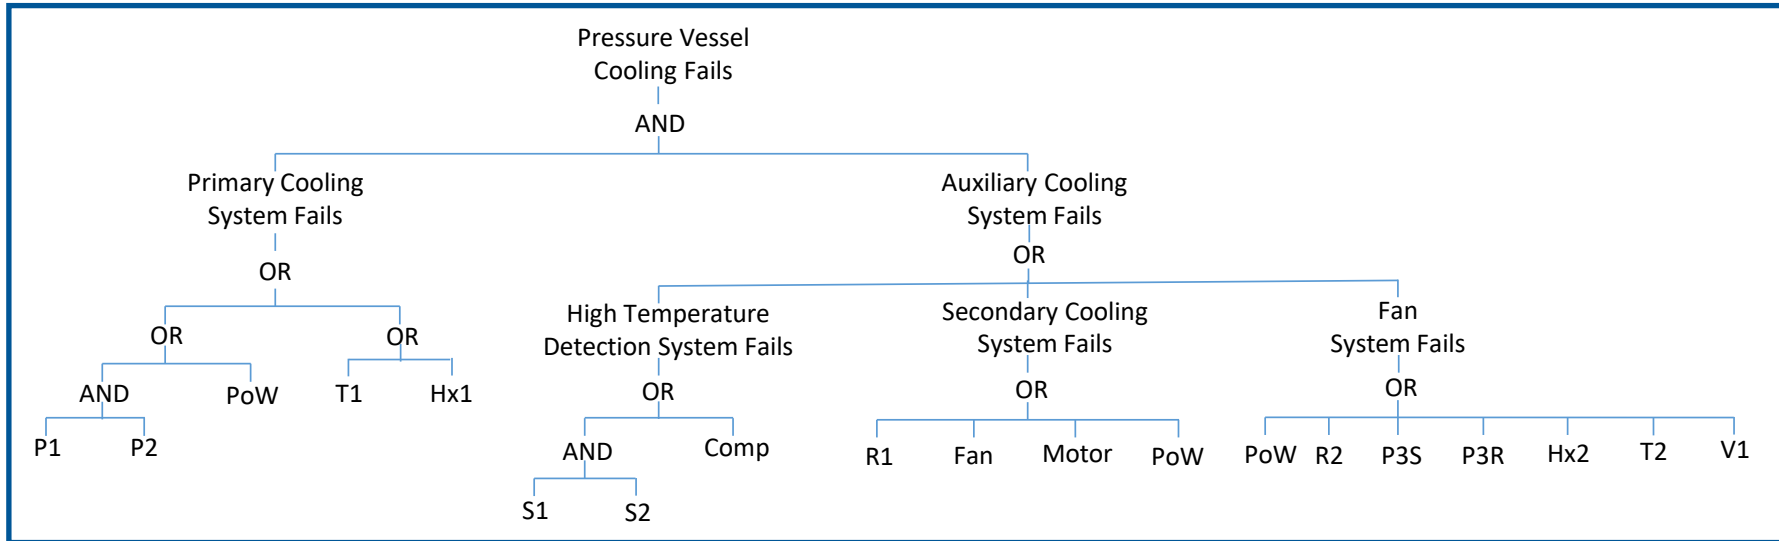 Pressure Vessel
Cooling Fails
AND
Primary Cooling
System Fails
Auxiliary Cooling
System Fails
OR
OR
High Temperature
Detection System Fails
Secondary Cooling
System Fails
Fan
System Fails
OR
OR
AND
PoW
T1
Hx1
OR
OR
OR
P1
P2
AND
Comp
R1
Fan
Motor
PoW
PoW
R2
P3S
P3R
Hx2
T2
V1
S1
S2